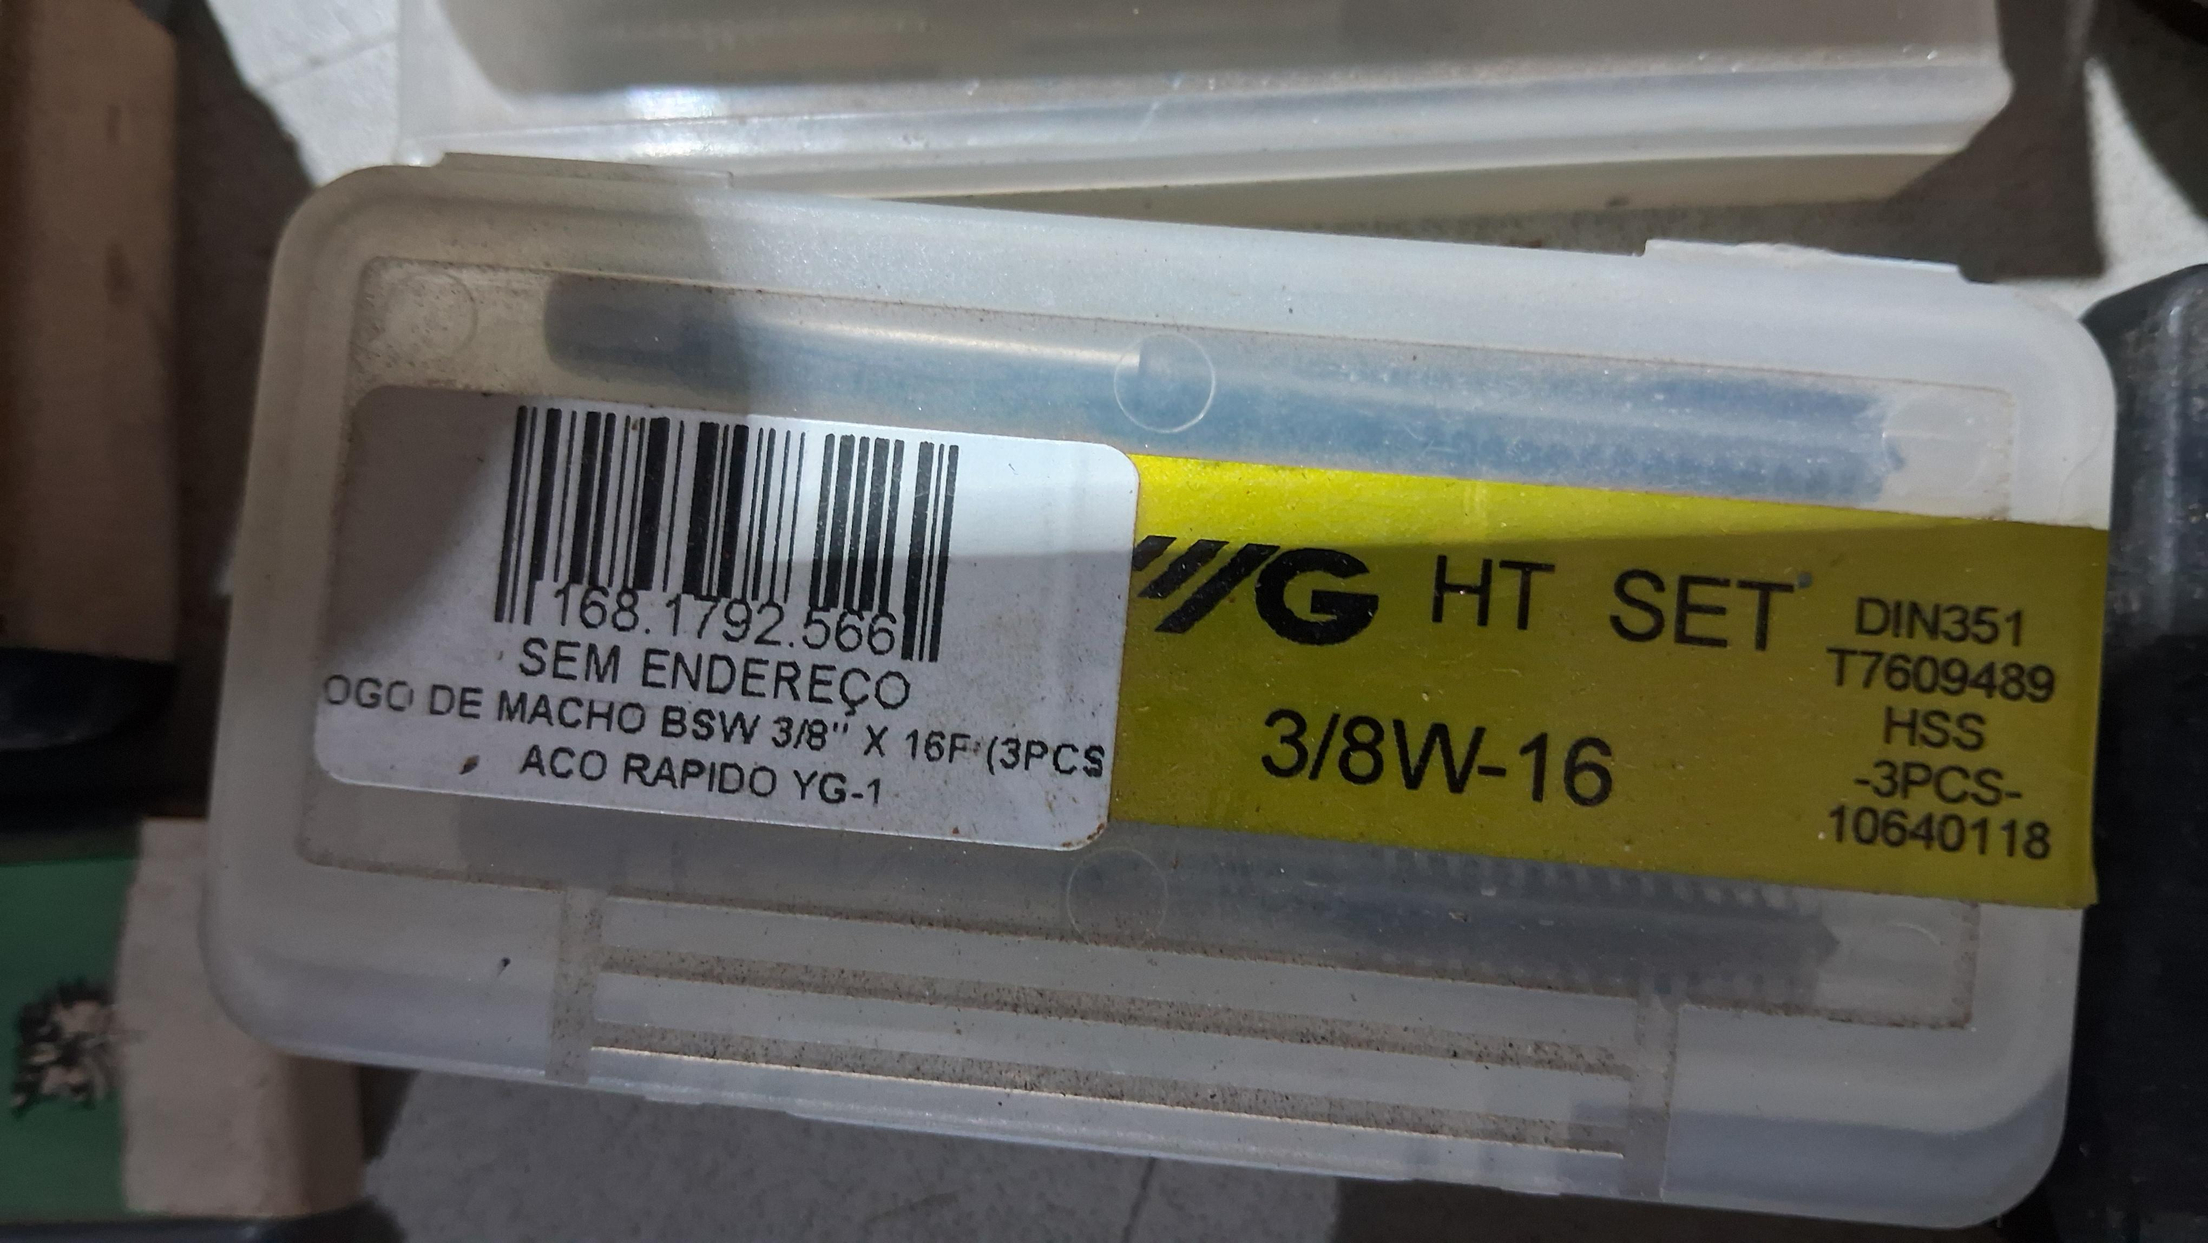 168.1792.566
SEM ENDEREÇO
OGO DE MACHO BSW 3/8" X 16F (3PCS
ACO RAPIDO YG-1
YG HT SET
3/8W-16
DIN351
T7609489
HSS
-3PCS-
10640118